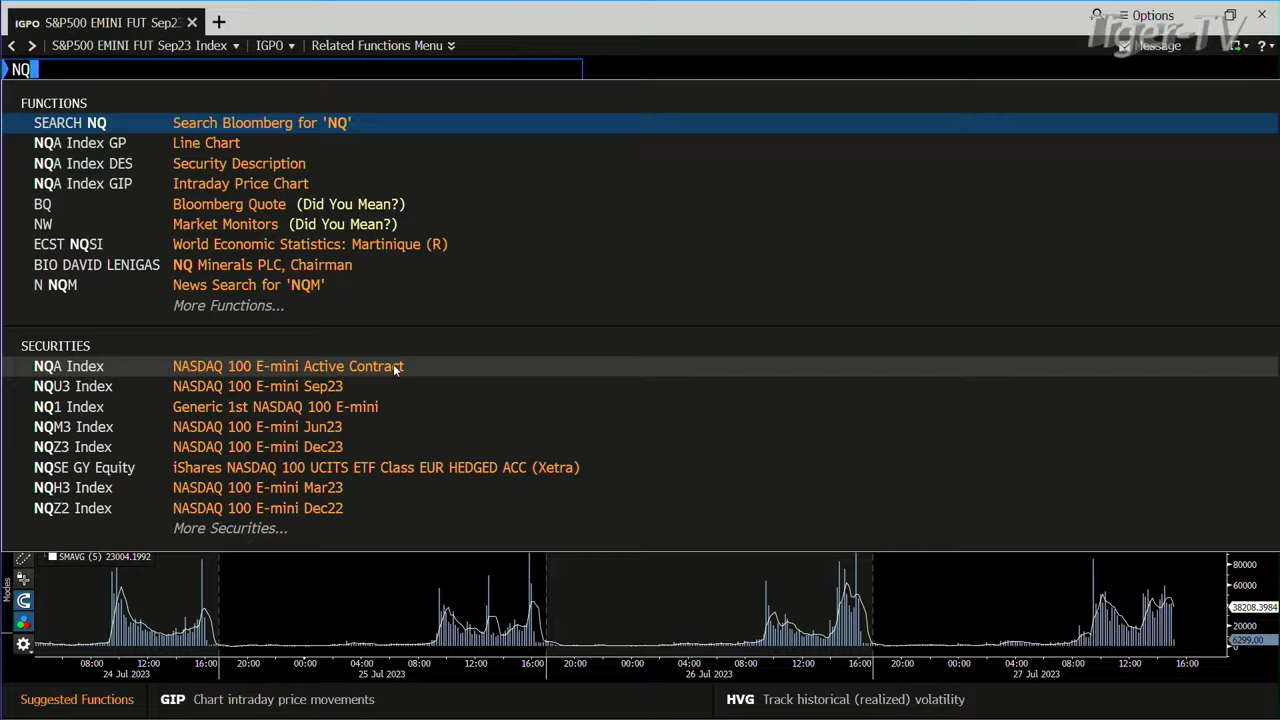 IGPO S&P500 EMINI FUT Sep23 × +
Options
Tiger-TV
S&P500 EMINI FUT Sep23 Index IGPO Related Functions Menu
Message ?
NQ
FUNCTIONS
SEARCH NQ Search Bloomberg for 'NQ'
NQA Index GP Line Chart
NQA Index DES Security Description
NQA Index GIP Intraday Price Chart
BQ Bloomberg Quote (Did You Mean?)
NW Market Monitors (Did You Mean?)
ECST NQSI World Economic Statistics: Martinique (R)
BIO DAVID LENIGAS NQ Minerals PLC, Chairman
N NQM News Search for 'NQM'
More Functions...
SECURITIES
NQA Index NASDAQ 100 E-mini Active Contract
NQU3 Index NASDAQ 100 E-mini Sep23
NQ1 Index Generic 1st NASDAQ 100 E-mini
NQM3 Index NASDAQ 100 E-mini Jun23
NQZ3 Index NASDAQ 100 E-mini Dec23
NQSE GY Equity iShares NASDAQ 100 UCITS ETF Class EUR HEDGED ACC (Xetra)
NQH3 Index NASDAQ 100 E-mini Mar23
NQZ2 Index NASDAQ 100 E-mini Dec22
More Securities...
SMAVG (5) 23004.1992
Modes
80000
60000
38208.3984
20000
6299.00
0
08:00 12:00 16:00 20:00 00:00 04:00 08:00 12:00 16:00 20:00 00:00 04:00 08:00 12:00 16:00 20:00 00:00 04:00 08:00 12:00 16:00
24 Jul 2023 25 Jul 2023 26 Jul 2023 27 Jul 2023
Suggested Functions GIP Chart intraday price movements HVG Track historical (realized) volatility